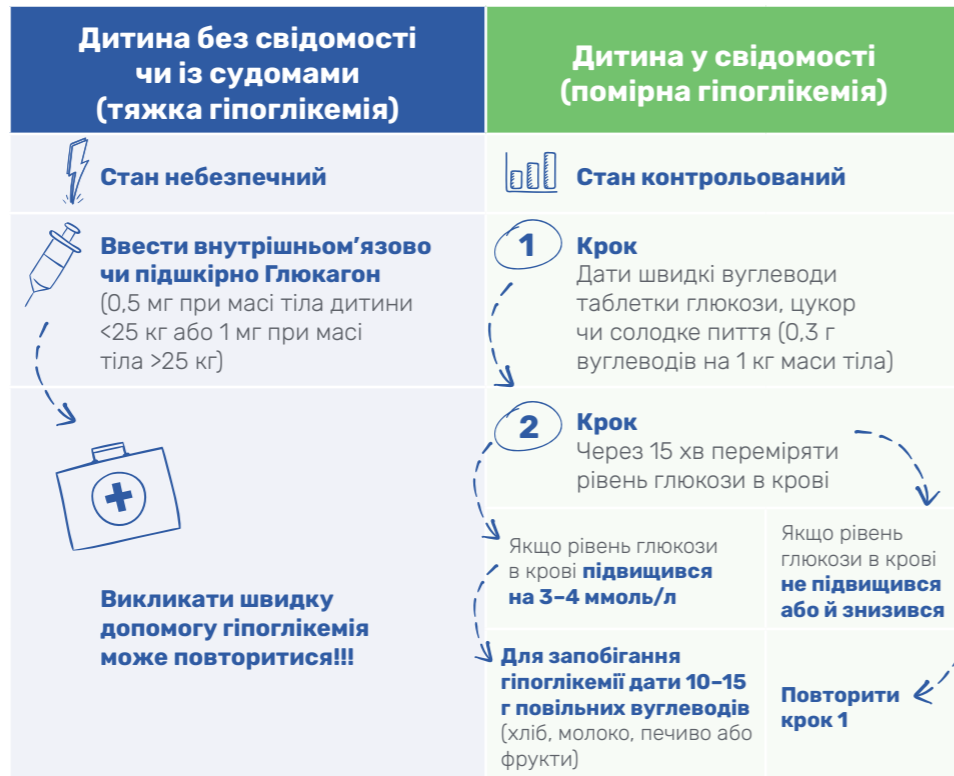 Дитина без свідомості
чи із судомами
(тяжка гіпоглікемія)
Стан небезпечний
Ввести внутрішньом’язово
чи підшкірно Глюкагон
(0,5 мг при масі тіла дитини
<25 кг або 1 мг при масі
тіла >25 кг)
Викликати швидку
допомогу гіпоглікемія
може повторитися!!!
Дитина у свідомості
(помірна гіпоглікемія)
Стан контрольований
1 Крок
Дати швидкі вуглеводи
таблетки глюкози, цукор
чи солодке пиття (0,3 г
вуглеводів на 1 кг маси тіла)
2 Крок
Через 15 хв переміряти
рівень глюкози в крові
Якщо рівень глюкози
в крові підвищився
на 3–4 ммоль/л
Для запобігання
гіпоглікемії дати 10–15
г повільних вуглеводів
(хліб, молоко, печиво або
фрукти)
Якщо рівень
глюкози в крові
не підвищився
або й знизився
Повторити
крок 1